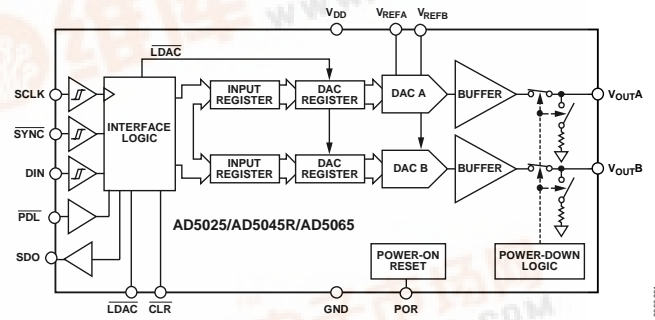 VDD
VREFA VREFB
LDAC
SCLK
SYNC
DIN
PDL
SDO
INTERFACE
LOGIC
INPUT
REGISTER
DAC
REGISTER
DAC A
BUFFER
VOUTA
INPUT
REGISTER
DAC
REGISTER
DAC B
BUFFER
VOUTB
AD5025/AD5045R/AD5065
POWER-ON
RESET
POWER-DOWN
LOGIC
LDAC CLR
GND
POR